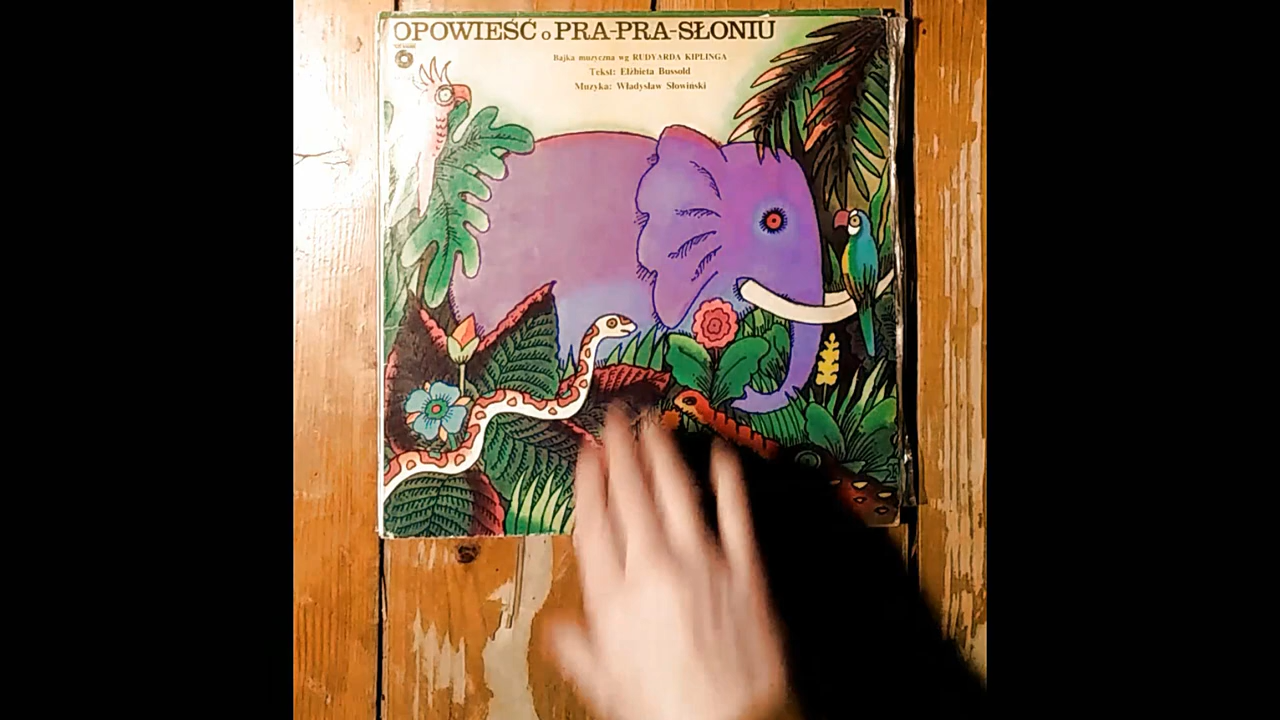 OPOWIEŚĆ o PRA-PRA-SŁONIU
Bajka muzyczna wg RUDYARDA KIPLINGA
Tekst: Elżbieta Bussold
Muzyka: Władysław Słowiński